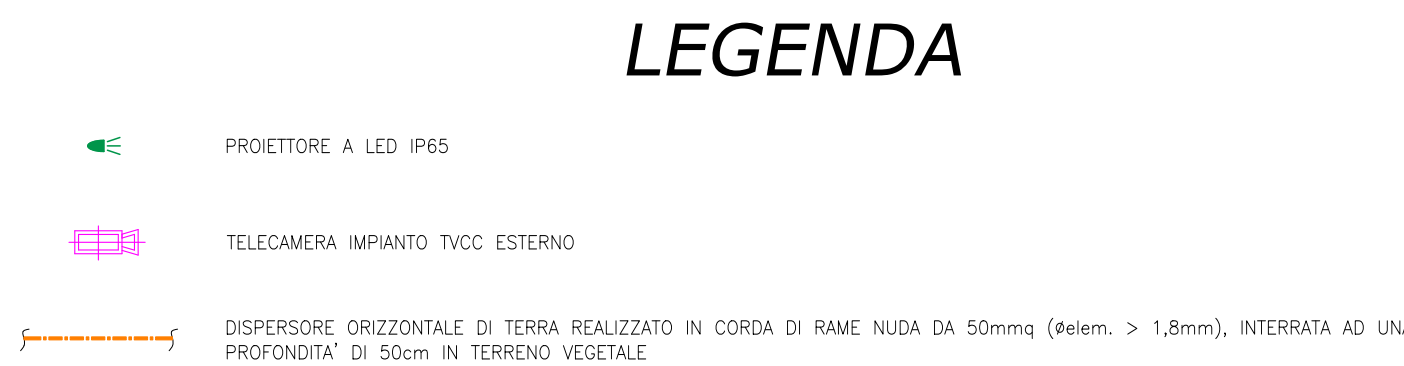 LEGENDA
PROIETTORE A LED IP65
TELECAMERA IMPIANTO TVCC ESTERNO
DISPERSORE ORIZZONTALE DI TERRA REALIZZATO IN CORDA DI RAME NUDA DA 50mmq (øelem. > 1,8mm), INTERRATA AD UNA
PROFONDITA' DI 50cm IN TERRENO VEGETALE